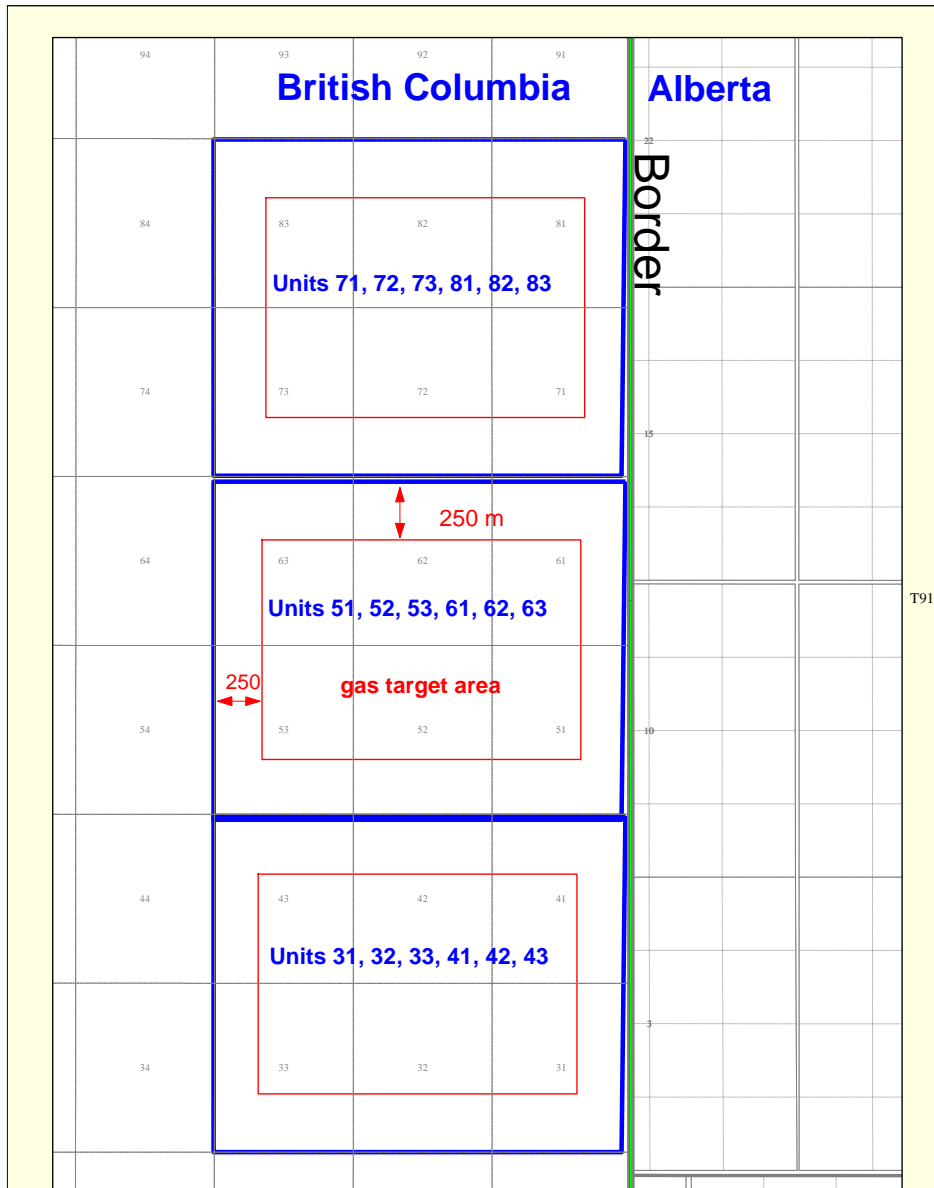 94 93 92 91
British Columbia Alberta
22
Border
84 83 82 81
Units 71, 72, 73, 81, 82, 83
74 73 72 71
15
250 m
64 63 62 61
T91
Units 51, 52, 53, 61, 62, 63
250
gas target area
54 53 52 51
10
44 43 42 41
Units 31, 32, 33, 41, 42, 43
3
34 33 32 31